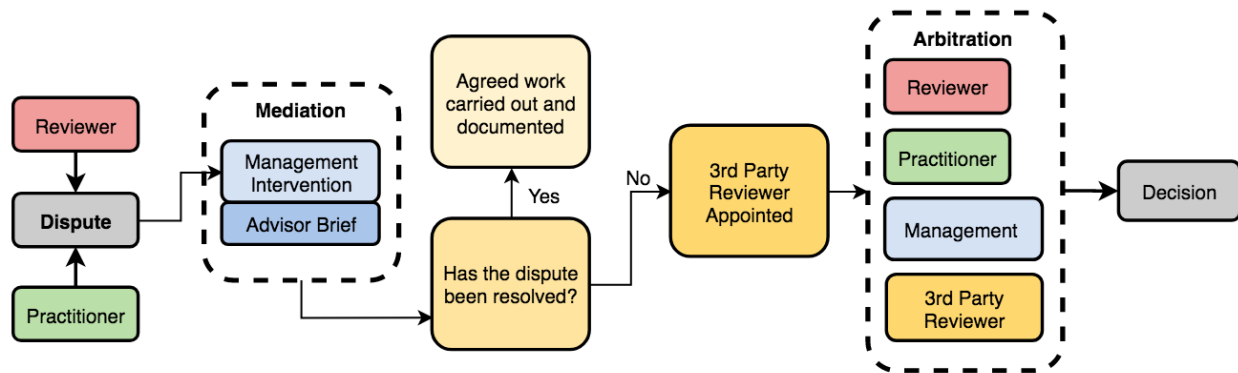 Reviewer
Dispute
Practitioner
Mediation
Management
Intervention
Advisor Brief
Agreed work
carried out and
documented
Yes
Has the dispute
been resolved?
No
3rd Party
Reviewer
Appointed
Arbitration
Reviewer
Practitioner
Management
3rd Party
Reviewer
Decision